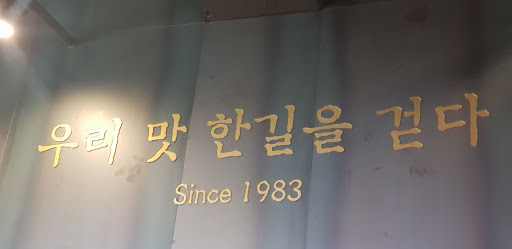 우리 맛 한길을 걷다
Since 1983